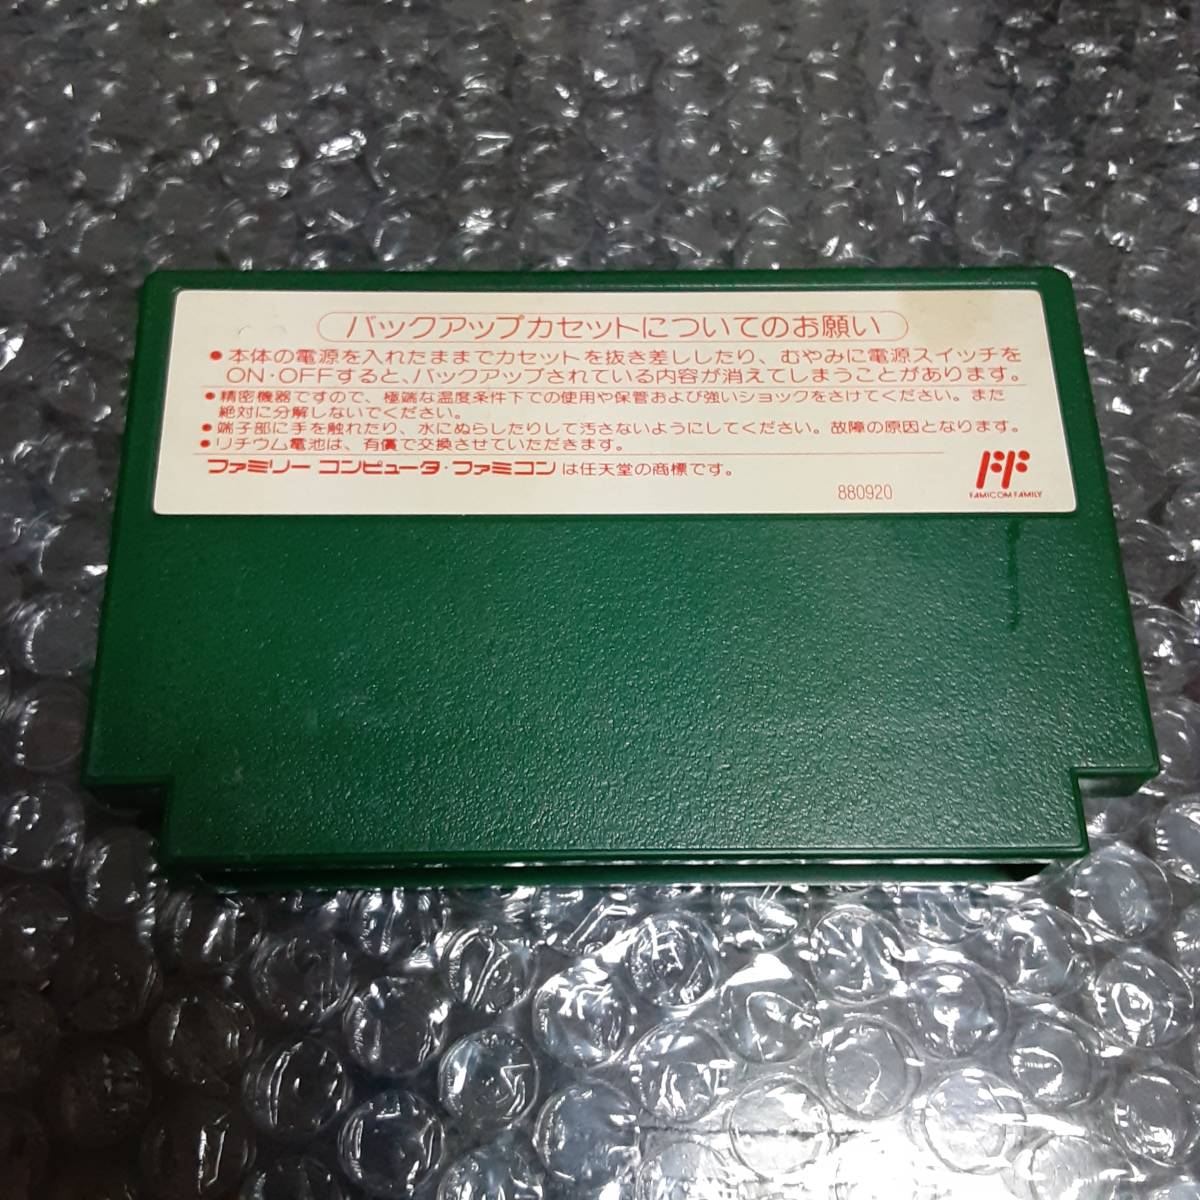 バックアップカセットについてのお願い
●本体の電源を入れたままでカセットを抜き差ししたり、むやみに電源スイッチを
ON・OFFすると、バックアップされている内容が消えてしまうことがあります。
●精密機器ですので、極端な温度条件下での使用や保管および強いショックをさけてください。また
絶対に分解しないでください。
●端子部に手を触れたり、水にぬらしたりして汚さないようにしてください。故障の原因となります。
●リチウム電池は、有償で交換させていただきます。
ファミリー コンピュータ・ファミコン は任天堂の商標です。
880920
FF
FAMICOM FAMILY